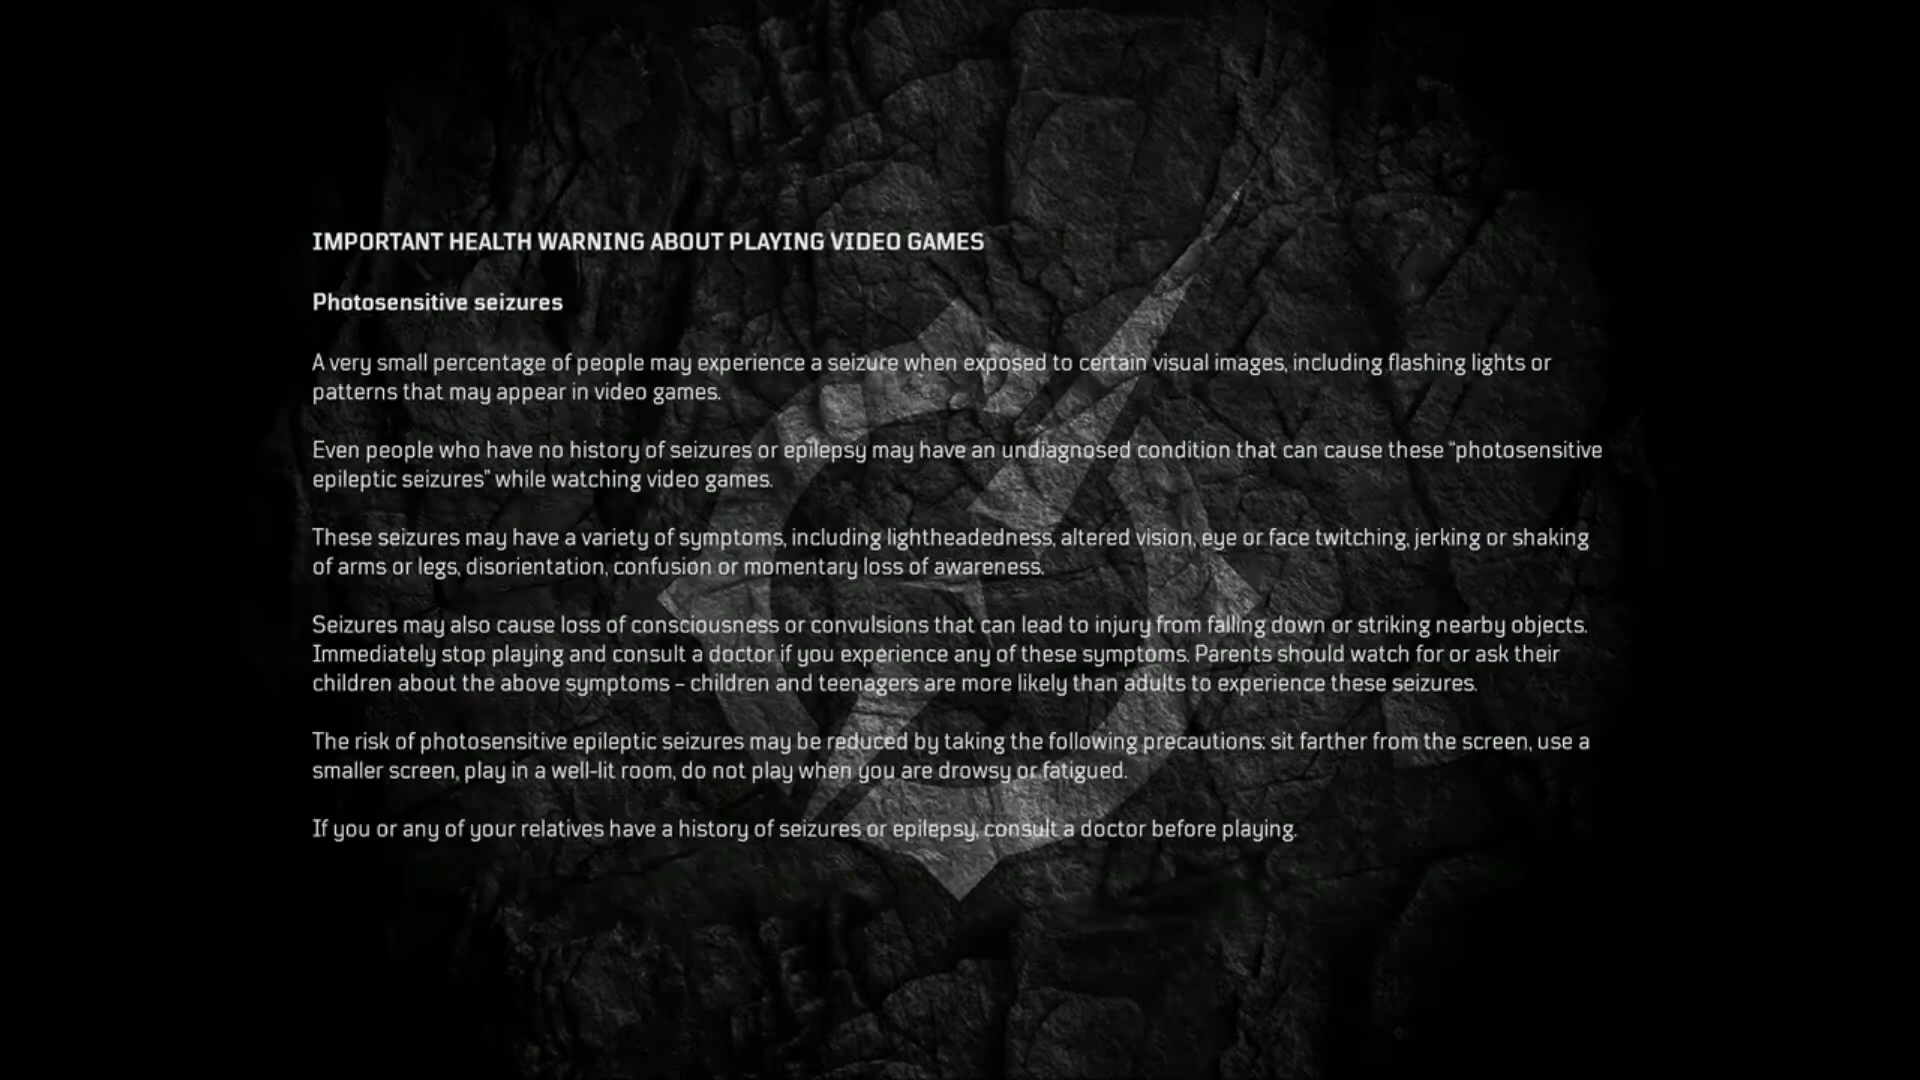 IMPORTANT HEALTH WARNING ABOUT PLAYING VIDEO GAMES
Photosensitive seizures
A very small percentage of people may experience a seizure when exposed to certain visual images, including flashing lights or
patterns that may appear in video games.
Even people who have no history of seizures or epilepsy may have an undiagnosed condition that can cause these “photosensitive
epileptic seizures” while watching video games.
These seizures may have a variety of symptoms, including lightheadedness, altered vision, eye or face twitching, jerking or shaking
of arms or legs, disorientation, confusion or momentary loss of awareness.
Seizures may also cause loss of consciousness or convulsions that can lead to injury from falling down or striking nearby objects.
Immediately stop playing and consult a doctor if you experience any of these symptoms. Parents should watch for or ask their
children about the above symptoms – children and teenagers are more likely than adults to experience these seizures.
The risk of photosensitive epileptic seizures may be reduced by taking the following precautions: sit farther from the screen, use a
smaller screen, play in a well-lit room, do not play when you are drowsy or fatigued.
If you or any of your relatives have a history of seizures or epilepsy, consult a doctor before playing.